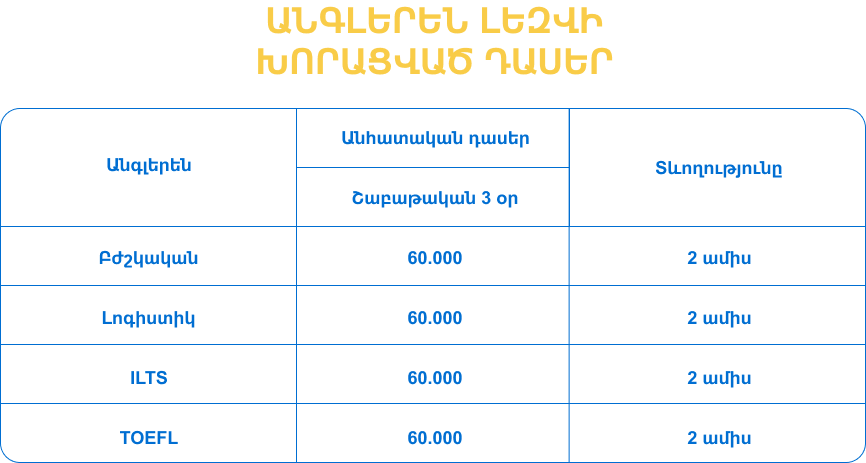 ԱՆԳԼԵՐԵՆ ԼԵԶՎԻ
ԽՈՐԱՑՎԱԾ ԴԱՍԵՐ
Անգլերեն
Անհատական դասեր
Շաբաթական 3 օր
Տևողությունը
Բժշկական 60.000 2 ամիս
Լոգիստիկ 60.000 2 ամիս
ILTS 60.000 2 ամիս
TOEFL 60.000 2 ամիս